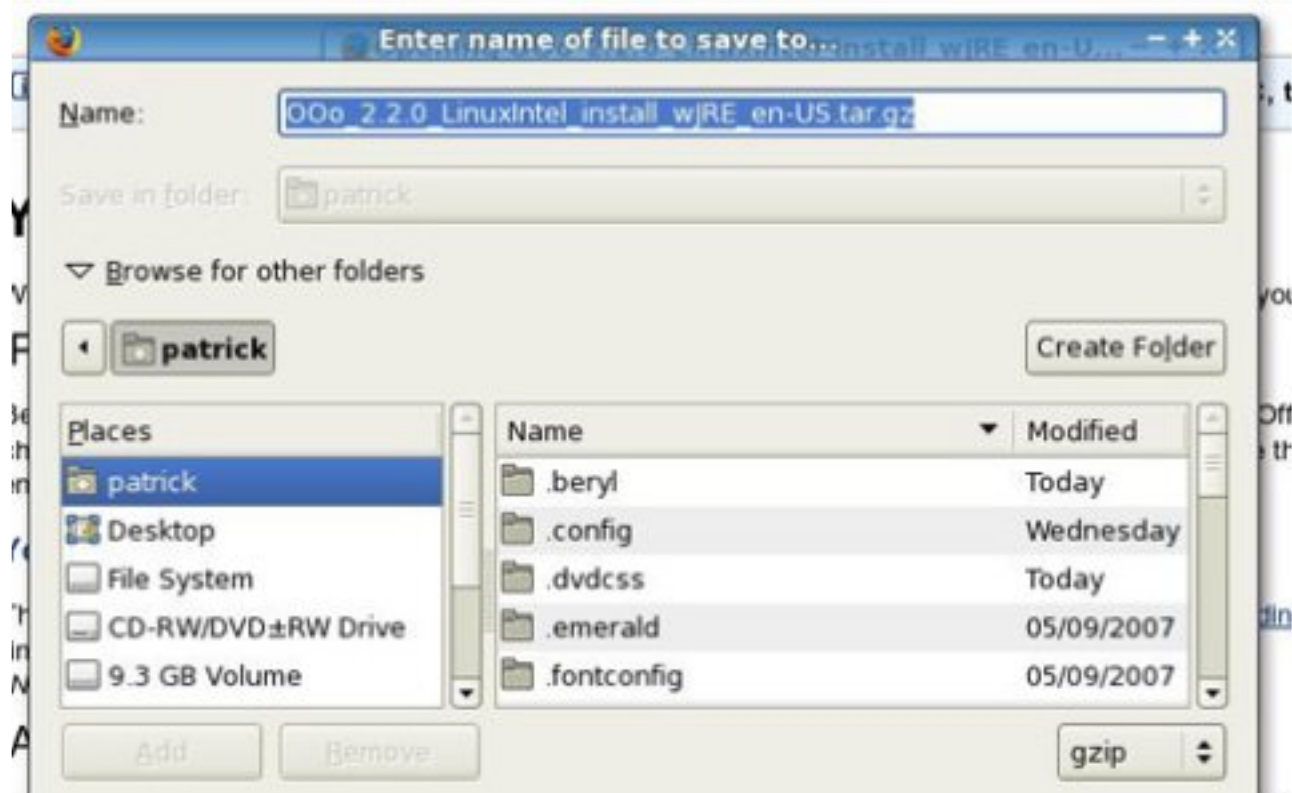 Enter name of file to save to...
install_wJRE_en-U...
Name:
OOo_2.2.0_LinuxIntel_install_wJRE_en-US.tar.gz
Save in folder:
patrick
Browse for other folders
patrick
Create Folder
Places
Name
Modified
patrick
.beryl
Today
Desktop
.config
Wednesday
File System
.dvdcss
Today
CD-RW/DVD±RW Drive
.emerald
05/09/2007
9.3 GB Volume
.fontconfig
05/09/2007
Add
Remove
gzip